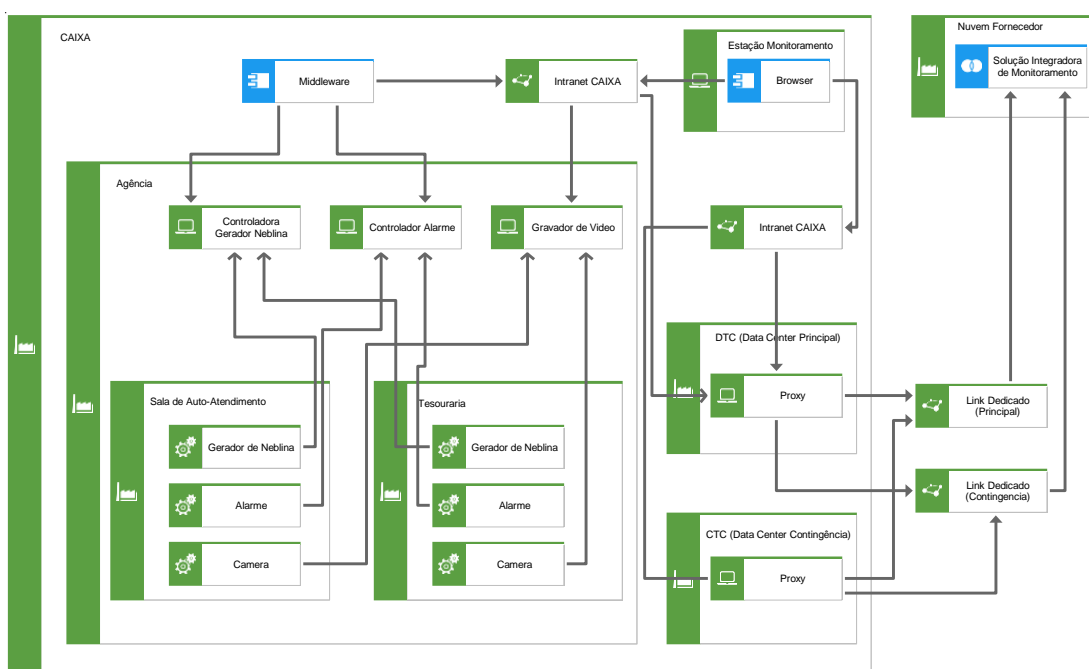 CAIXA
Nuvem Fornecedor
Estação Monitoramento
Middleware
Intranet CAIXA
Browser
Solução Integradora
de Monitoramento
Agência
Controladora
Gerador Neblina
Controlador Alarme
Gravador de Video
Intranet CAIXA
DTC (Data Center Principal)
Proxy
Link Dedicado
(Principal)
Sala de Auto-Atendimento
Tesouraria
Gerador de Neblina
Gerador de Neblina
Link Dedicado
(Contingencia)
Alarme
Alarme
CTC (Data Center Contingência)
Camera
Camera
Proxy